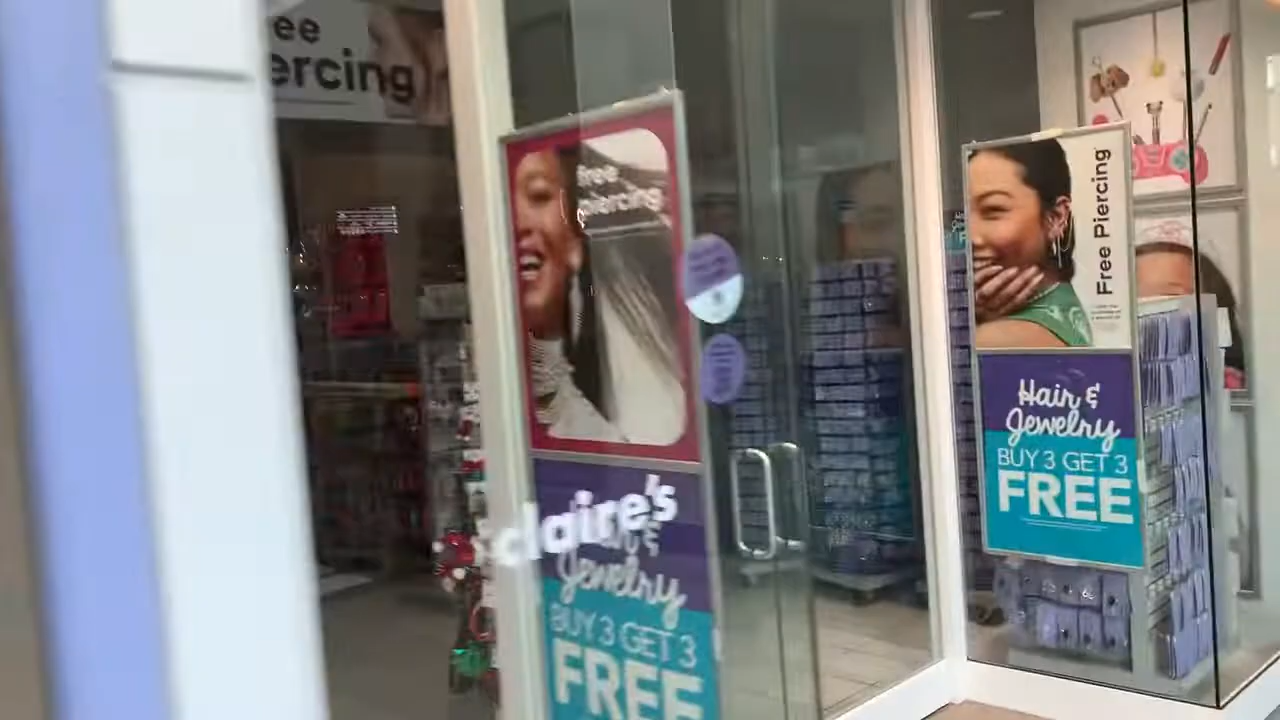 ee
ercing
free
piercing
claire's
&
Jewelry
BUY 3 GET 3
FREE
Free Piercing
Hair &
Jewelry
BUY 3 GET 3
FREE